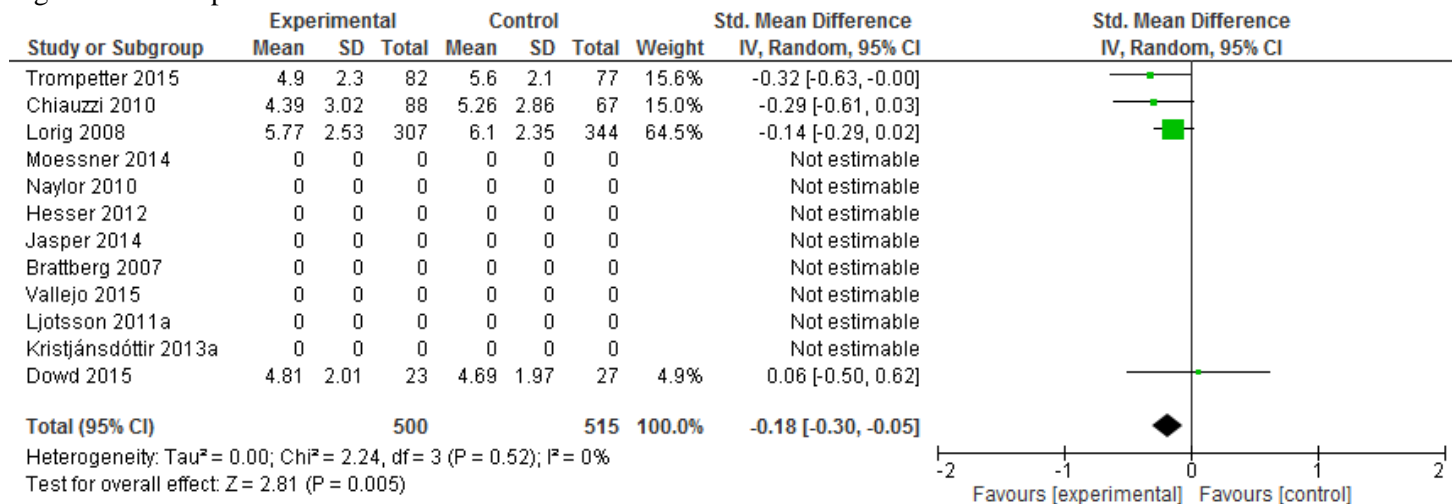 Experimental Control Std. Mean Difference Std. Mean Difference
Study or Subgroup Mean SD Total Mean SD Total Weight IV, Random, 95% CI IV, Random, 95% CI
Trompetter 2015 4.9 2.3 82 5.6 2.1 77 15.6% -0.32 [-0.63, -0.00]
Chiauzzi 2010 4.39 3.02 88 5.26 2.86 67 15.0% -0.29 [-0.61, 0.03]
Lorig 2008 5.77 2.53 307 6.1 2.35 344 64.5% -0.14 [-0.29, 0.02]
Moessner 2014 0 0 0 0 0 0 Not estimable
Naylor 2010 0 0 0 0 0 0 Not estimable
Hesser 2012 0 0 0 0 0 0 Not estimable
Jasper 2014 0 0 0 0 0 0 Not estimable
Brattberg 2007 0 0 0 0 0 0 Not estimable
Vallejo 2015 0 0 0 0 0 0 Not estimable
Ljotsson 2011a 0 0 0 0 0 0 Not estimable
Kristjánsdóttir 2013a 0 0 0 0 0 0 Not estimable
Dowd 2015 4.81 2.01 23 4.69 1.97 27 4.9% 0.06 [-0.50, 0.62]
Total (95% CI) 500 515 100.0% -0.18 [-0.30, -0.05]
Heterogeneity: Tau² = 0.00; Chi² = 2.24, df = 3 (P = 0.52); I² = 0%
Test for overall effect: Z = 2.81 (P = 0.005)
-2 -1 0 1 2
Favours [experimental] Favours [control]